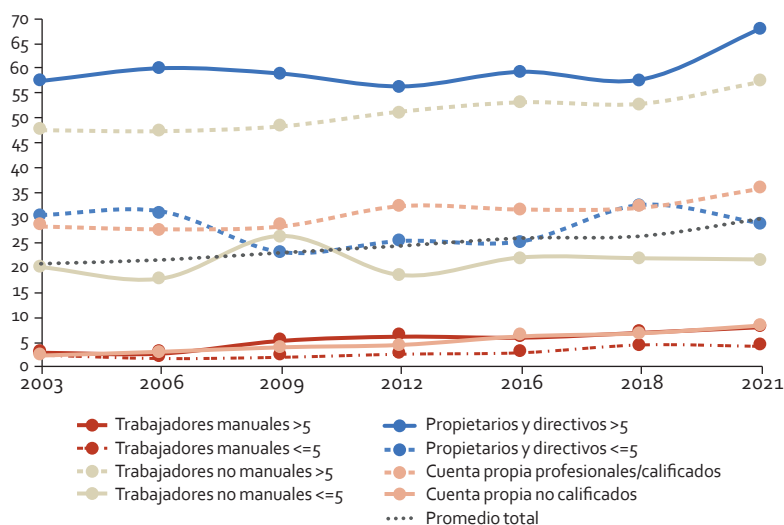 70
65
60
55
50
45
40
35
30
25
20
15
10
5
0
2003 2006 2009 2012 2016 2018 2021
Trabajadores manuales >5
Trabajadores manuales <=5
Trabajadores no manuales >5
Trabajadores no manuales <=5
Propietarios y directivos >5
Propietarios y directivos <=5
Cuenta propia profesionales/calificados
Cuenta propia no calificados
Promedio total